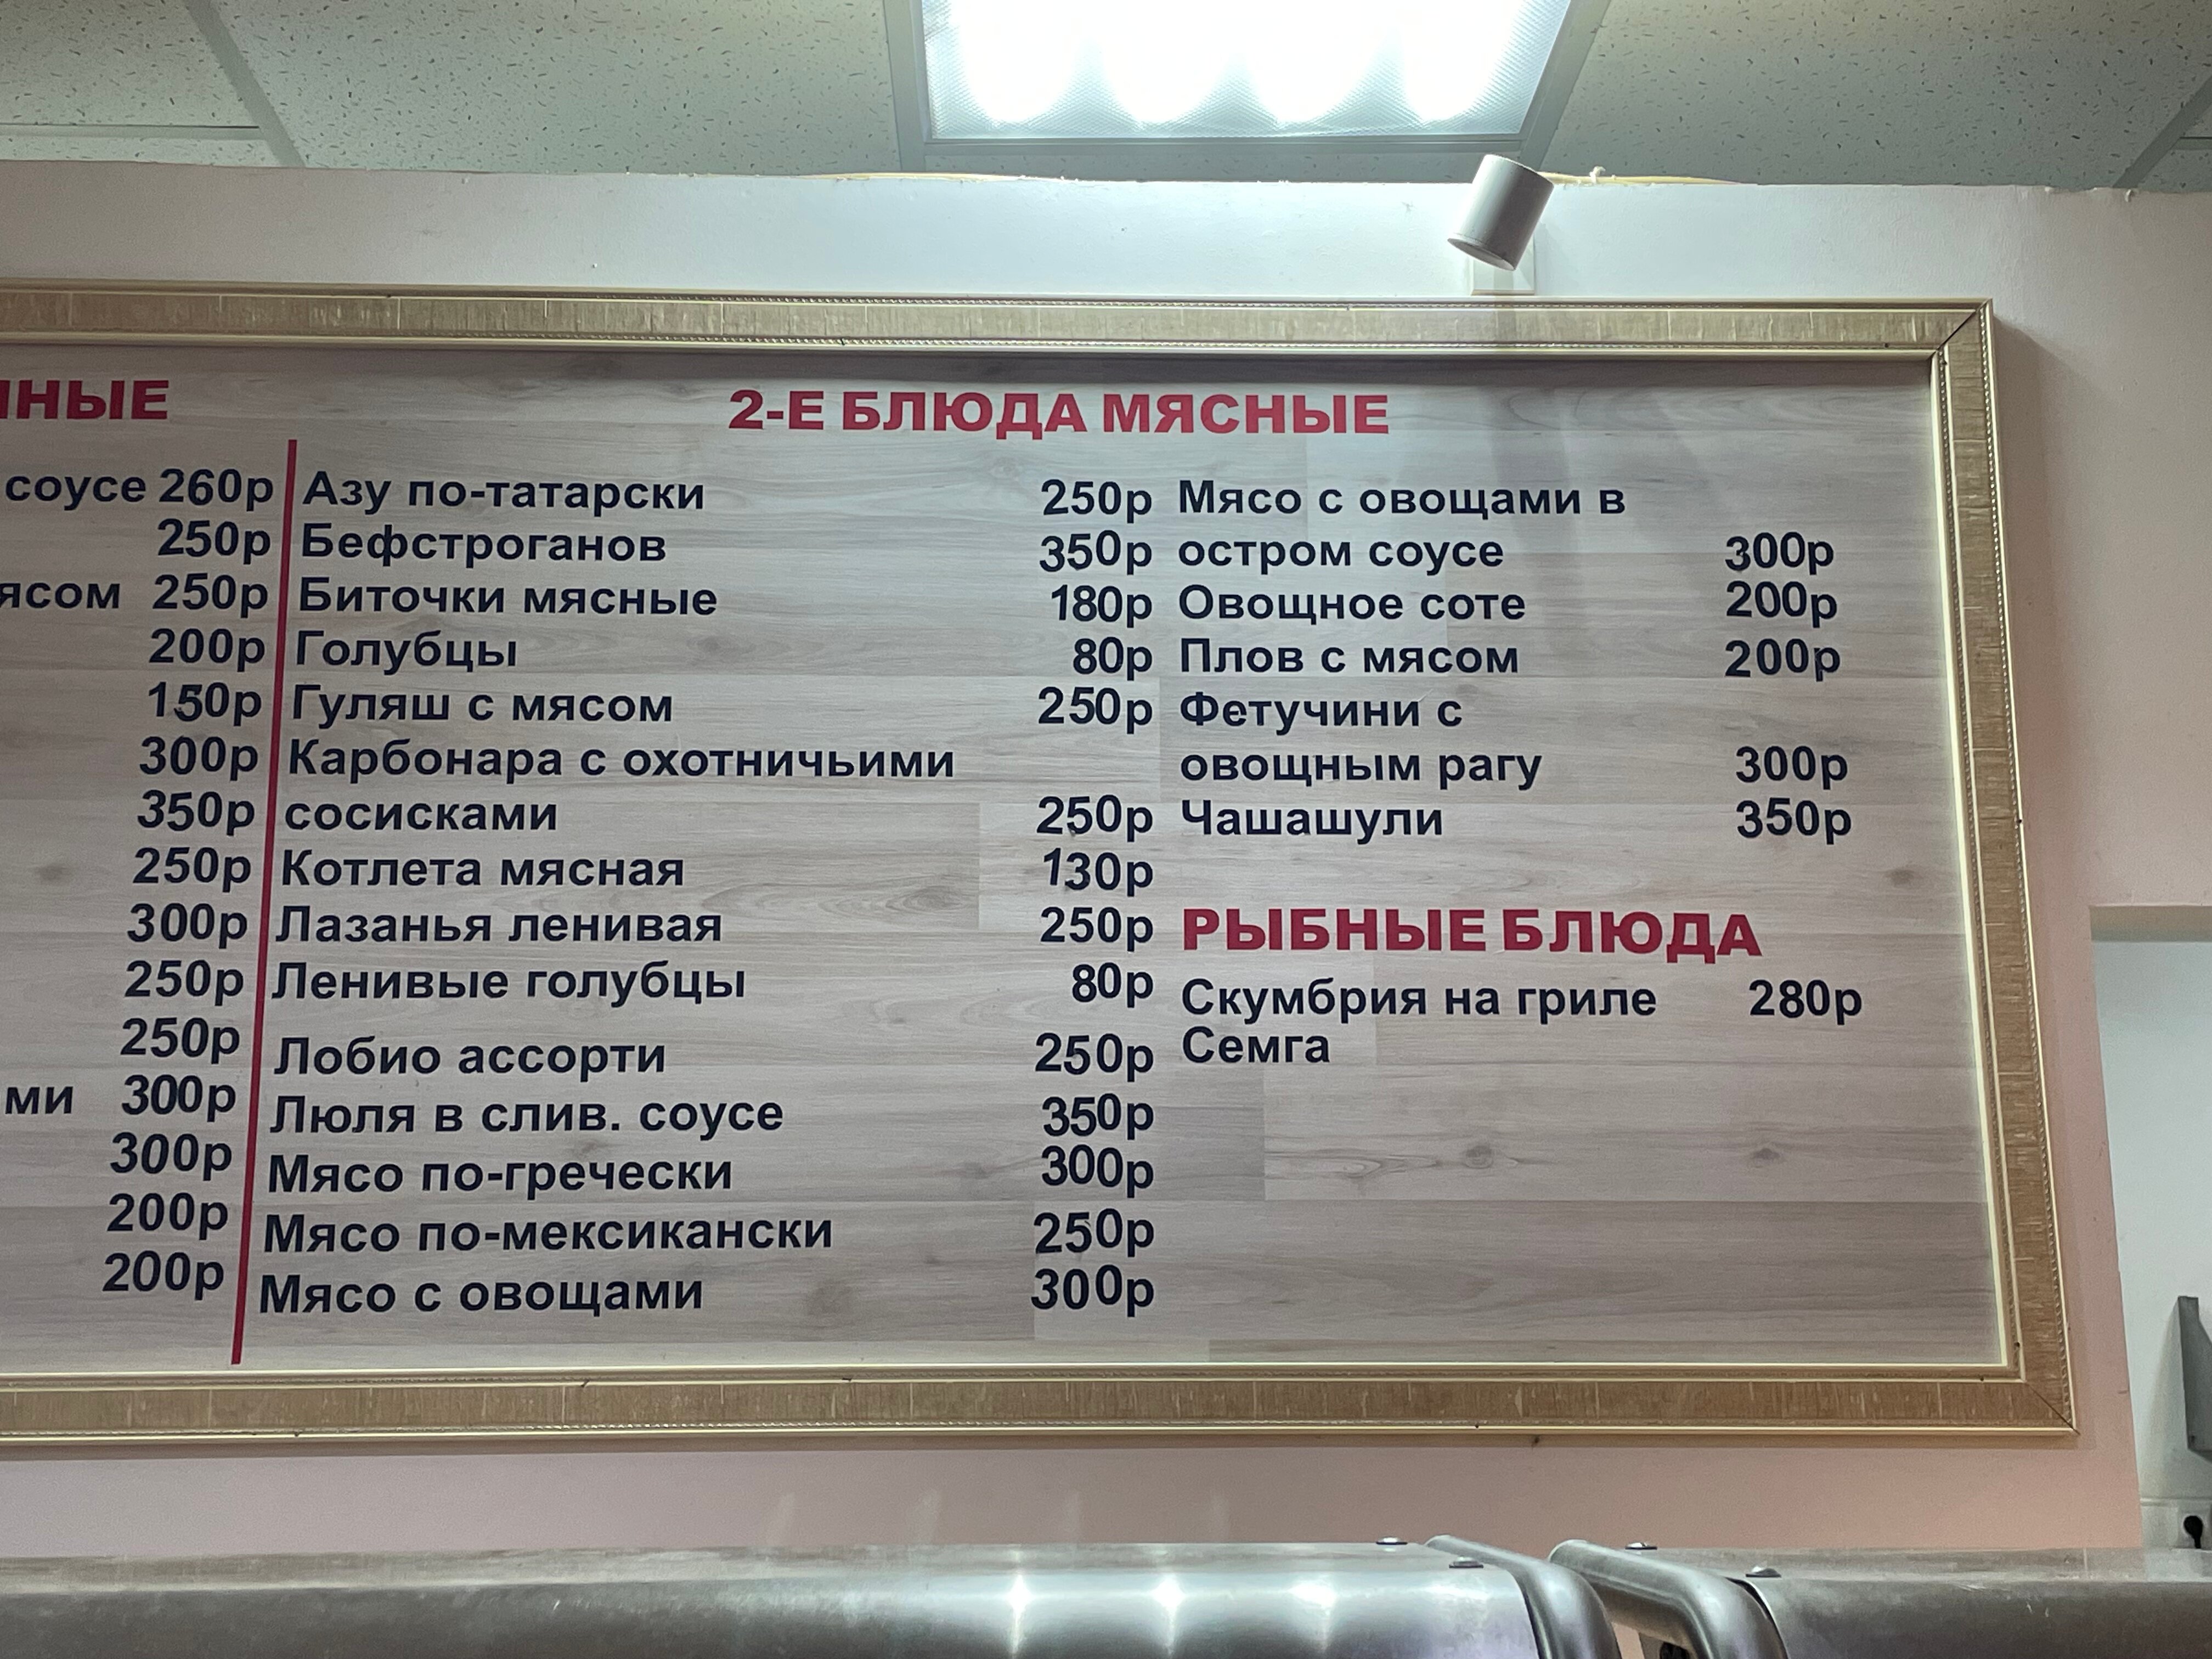 НЫЕ
соусе 260р
250р
ясом 250р
200р
150р
300р
350р
250р
300р
250р
250р
ми 300р
300р
200р
200р
2-Е БЛЮДА МЯСНЫЕ
Азу по-татарски 250р
Бефстроганов 350р
Биточки мясные 180р
Голубцы 80р
Гуляш с мясом 250р
Карбонара с охотничьими
сосисками 250р
Котлета мясная 130р
Лазанья ленивая 250р
Ленивые голубцы 80р
Лобио ассорти 250р
Люля в слив. соусе 350р
Мясо по-гречески 300р
Мясо по-мексикански 250р
Мясо с овощами 300р
Мясо с овощами в
остром соусе 300р
Овощное соте 200р
Плов с мясом 200р
Фетучини с
овощным рагу 300р
Чашашули 350р
РЫБНЫЕ БЛЮДА
Скумбрия на гриле 280р
Семга